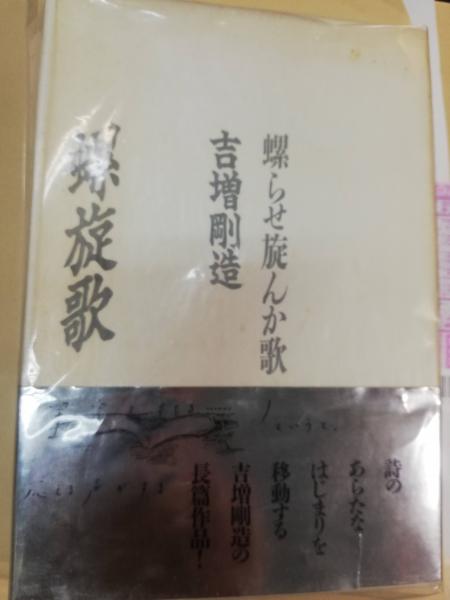 螺らせ旋んか歌
吉増剛造
螺旋歌
詩の
あらたな
はじまりを
移動する
吉増剛造の
長篇作品!